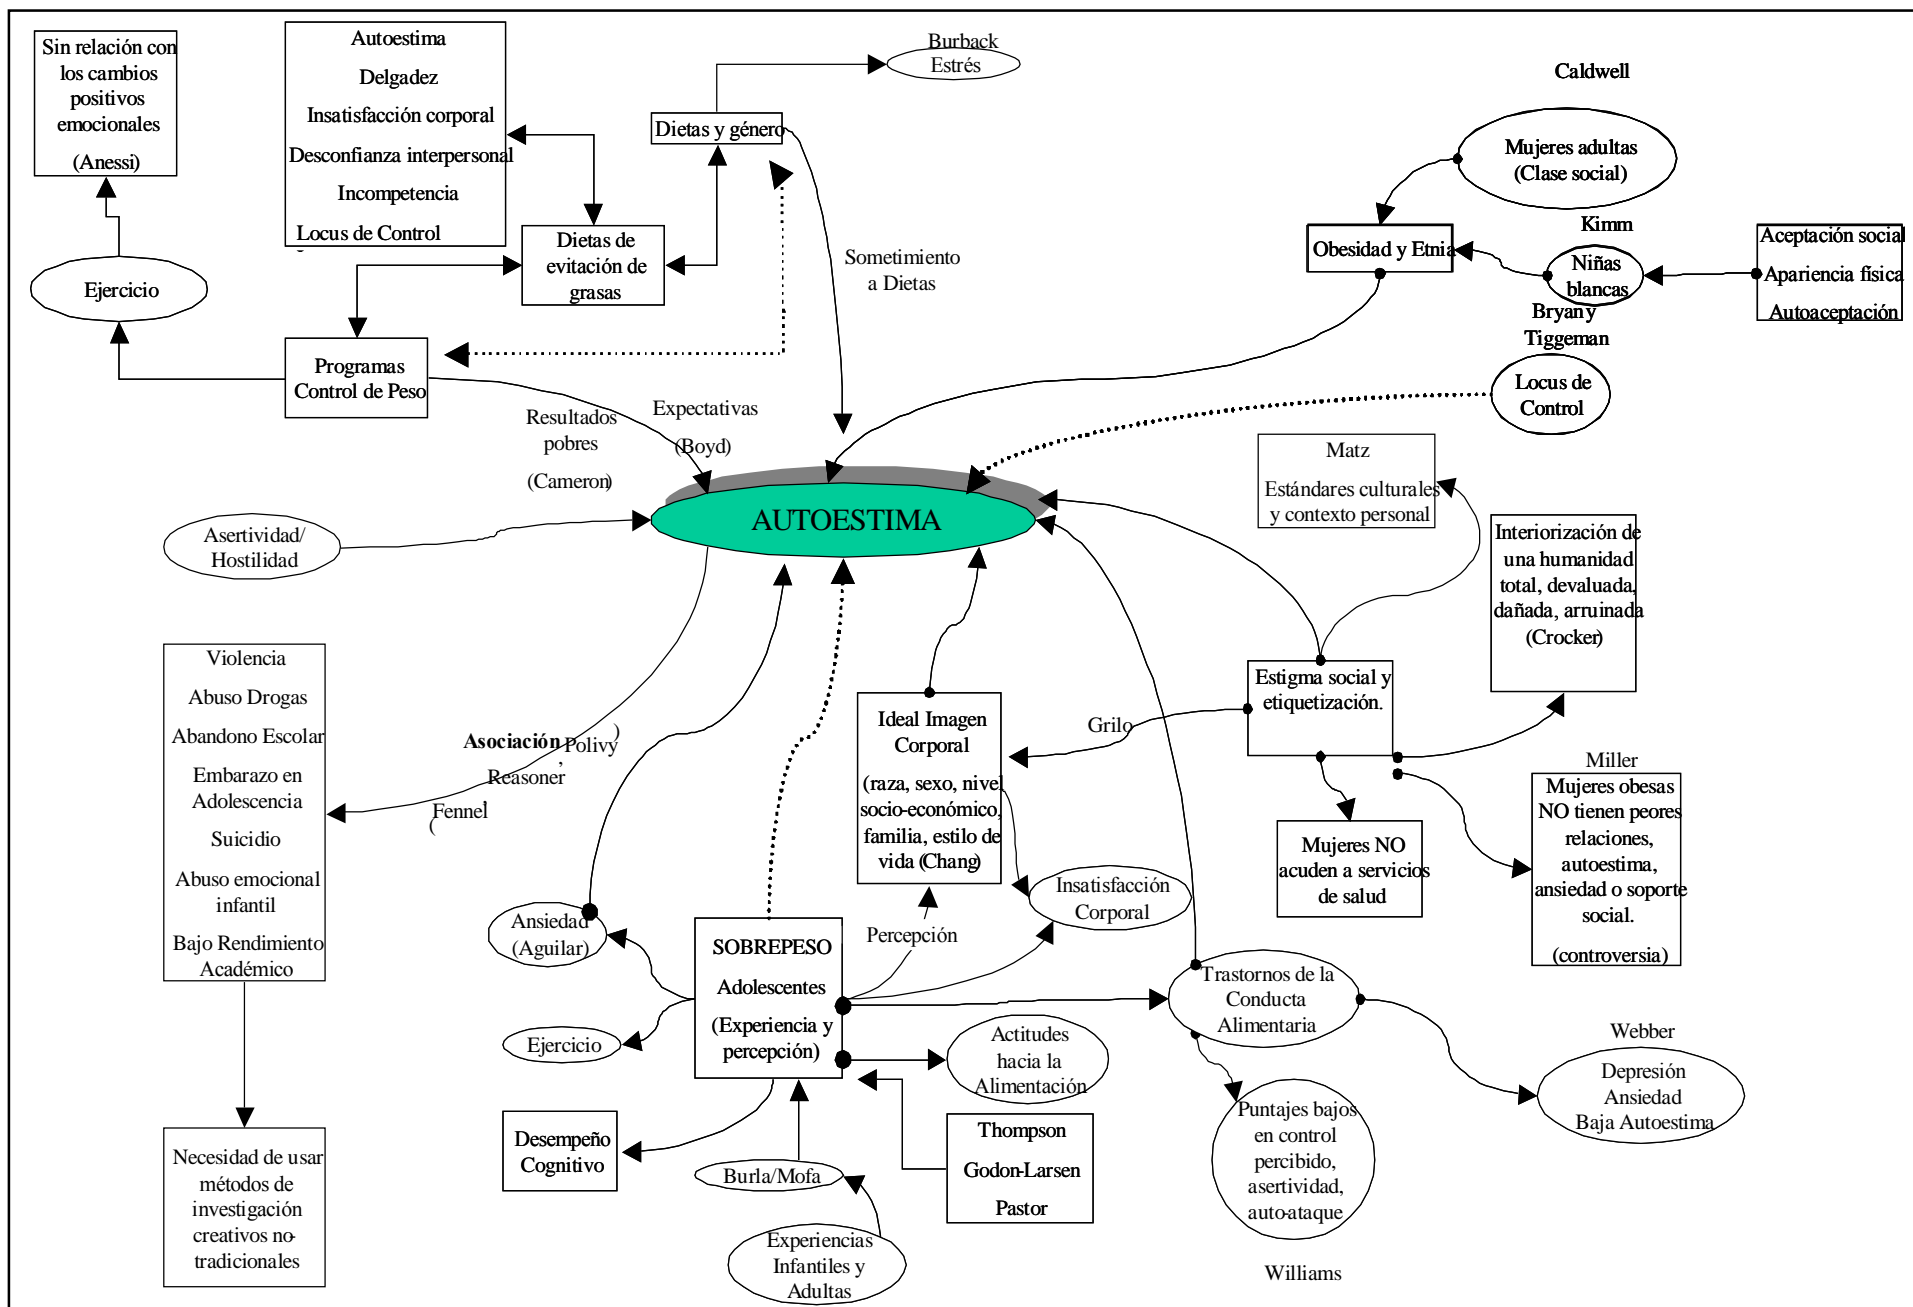 Sin relación con
los cambios
positivos
emocionales
(Anessi)
Autoestima
Delgadez
Insatisfacción corporal
Desconfianza interpersonal
Incompetencia
Locus de Control
Burback
Estrés
Dietas y género
Dietas de
evitación de
grasas
Sometimiento
a Dietas
Ejercicio
Programas
Control de Peso
Resultados
pobres
(Cameron)
Expectativas
(Boyd)
Caldwell
Mujeres adultas
(Clase social)
Obesidad y Etnia
Kimm
Niñas
blancas
Aceptación social
Apariencia física
Autoaceptación
Bryan y
Tiggeman
Locus de
Control
AUTOESTIMA
Asertividad/
Hostilidad
Matz
Estándares culturales
y contexto personal
Interiorización de
una humanidad
total, devaluada,
dañada, arruinada
(Crocker)
Violencia
Abuso Drogas
Abandono Escolar
Embarazo en
Adolescencia
Suicidio
Abuso emocional
infantil
Bajo Rendimiento
Académico
Asociación Polivy)
Reasoner,
(Fennel,
Ideal Imagen
Corporal
(raza, sexo, nivel
socio-económico,
familia, estilo de
vida (Chang)
Grilo
Estigma social y
etiquetización.
Mujeres NO
acuden a servicios
de salud
Miller
Mujeres obesas
NO tienen peores
relaciones,
autoestima,
ansiedad o soporte
social.
(controversia)
Ansiedad
(Aguilar)
SOBREPESO
Adolescentes
(Experiencia y
percepción)
Percepción
Insatisfacción
Corporal
Trastornos de la
Conducta
Alimentaria
Ejercicio
Actitudes
hacia la
Alimentación
Webber
Depresión
Ansiedad
Baja Autoestima
Puntajes bajos
en control
percibido,
asertividad,
auto-ataque
Williams
Desempeño
Cognitivo
Burla/Mofa
Thompson
Godon-Larsen
Pastor
Experiencias
Infantiles y
Adultas
Necesidad de usar
métodos de
investigación
creativos no-
tradicionales